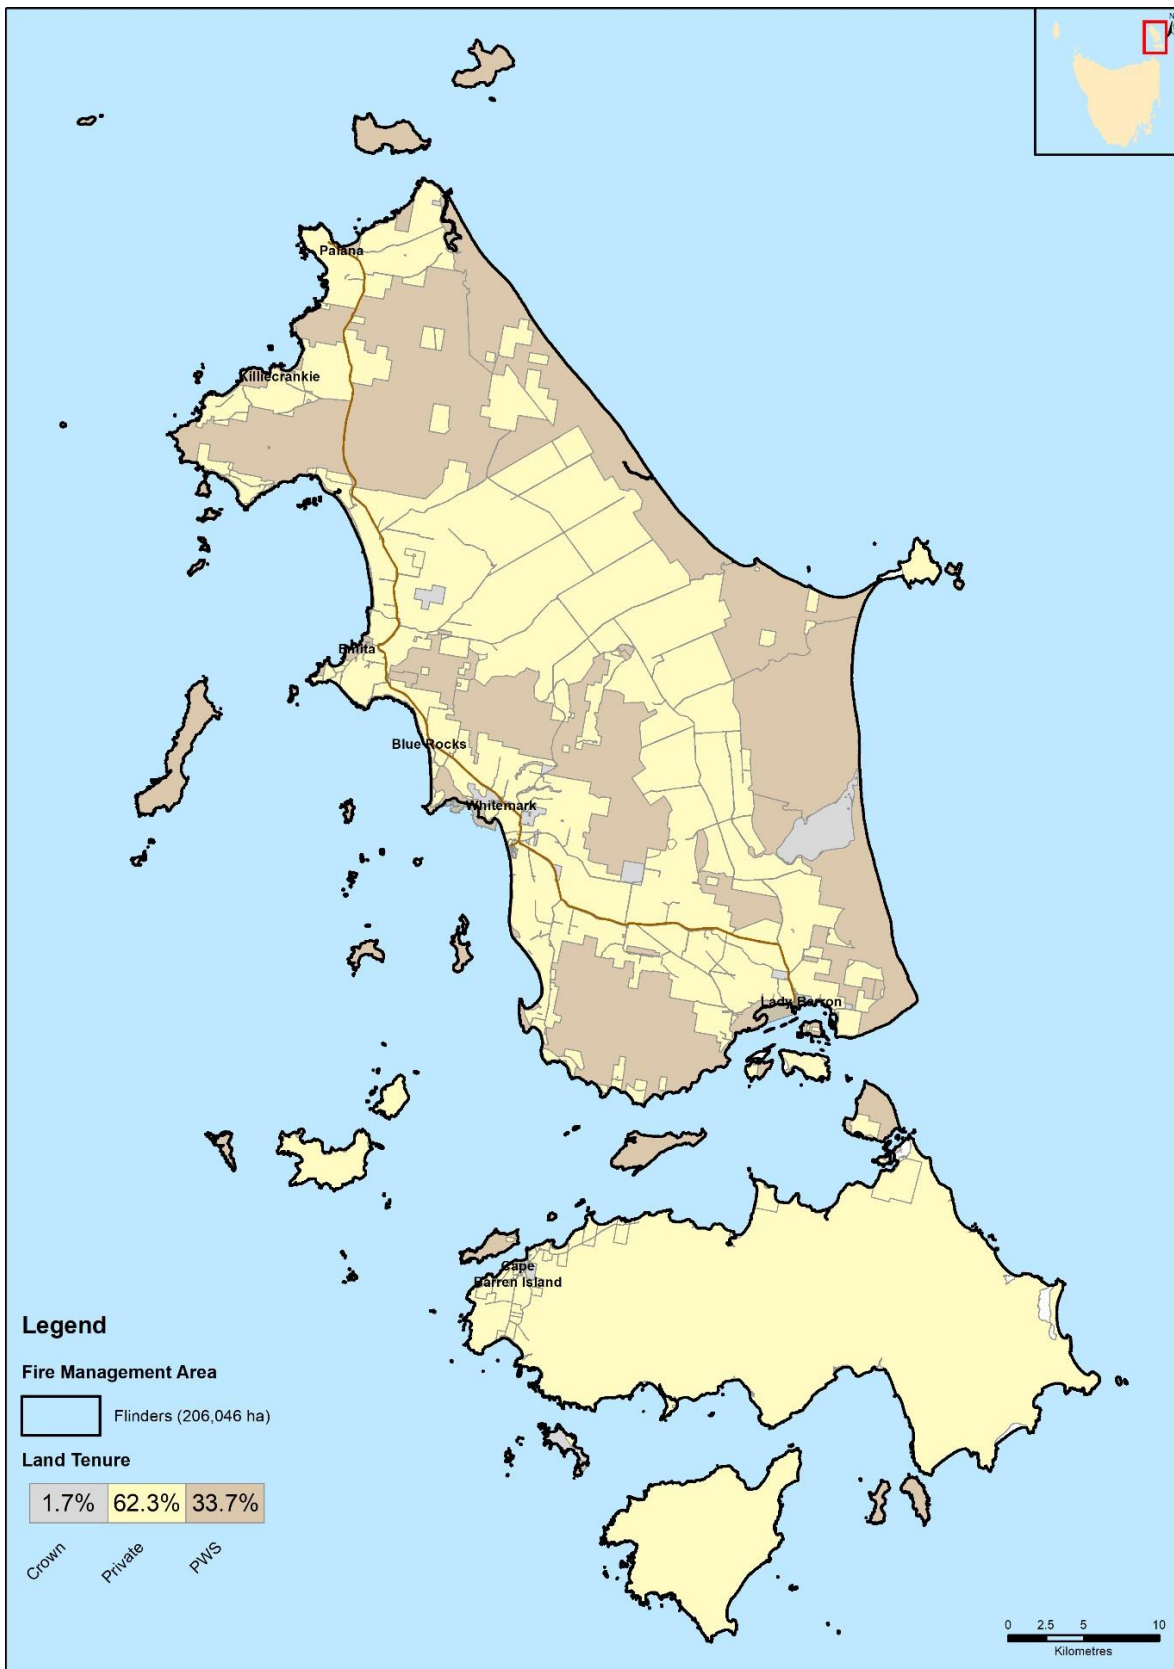 N
Palana
Killiecrankie
Emita
Blue Rocks
Whitemark
Lady Barron
Cape
Barren Island
Legend
Fire Management Area
Flinders (206,046 ha)
Land Tenure
1.7% 62.3% 33.7%
Crown Private PWS
0 2.5 5 10
Kilometres